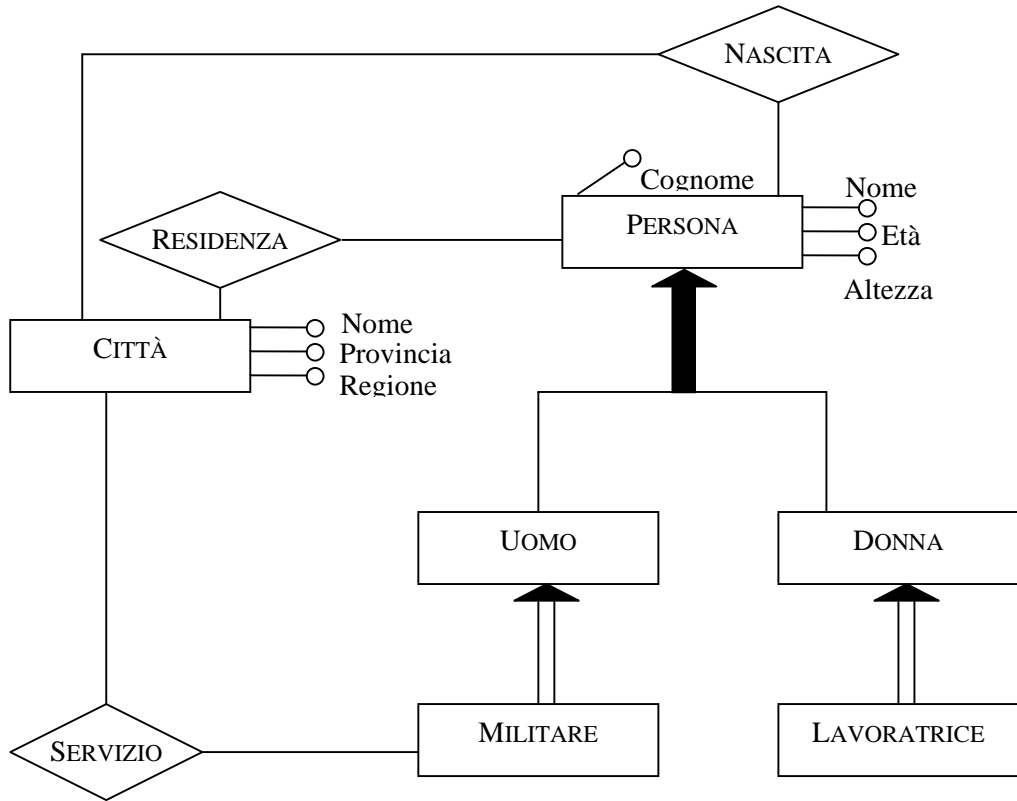 NASCITA
Cognome
Nome
PERSONA
RESIDENZA
Età
Altezza
Nome
CITTÀ
Provincia
Regione
UOMO
DONNA
MILITARE
LAVORATRICE
SERVIZIO